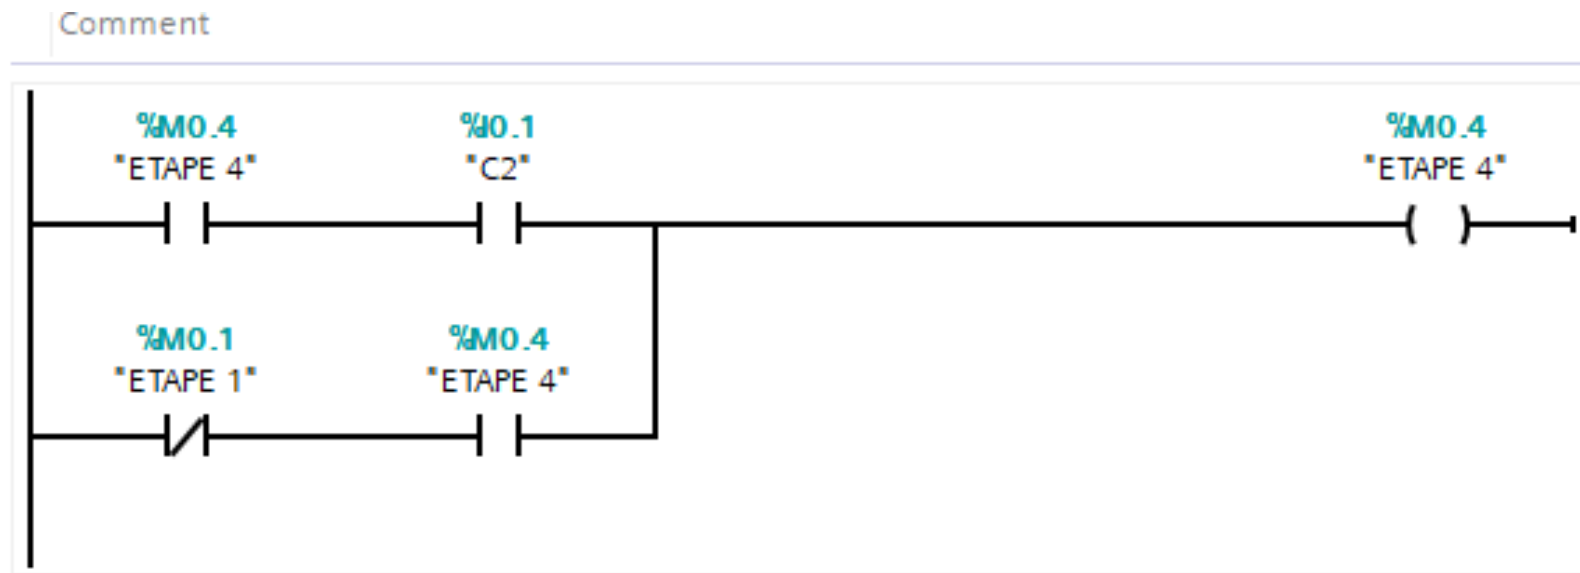 Comment
%M0.4 %I0.1 %M0.4
"ETAPE 4" "C2" "ETAPE 4"
%M0.1 %M0.4
"ETAPE 1" "ETAPE 4"